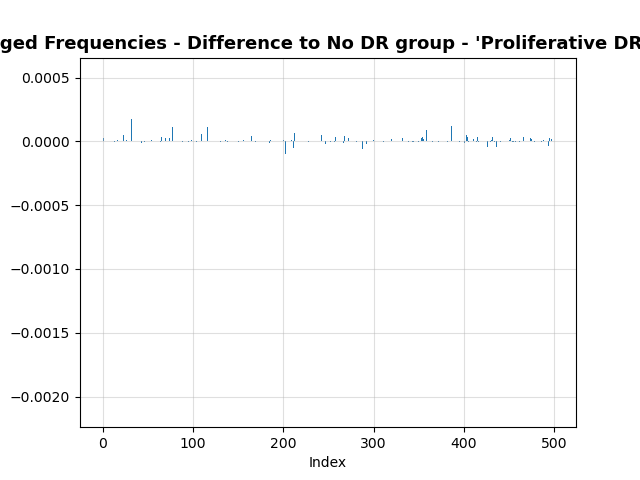 ged Frequencies - Difference to No DR group - 'Proliferative DR
0.0005
0.0000
−0.0005
−0.0010
−0.0015
−0.0020
0 100 200 300 400 500
Index